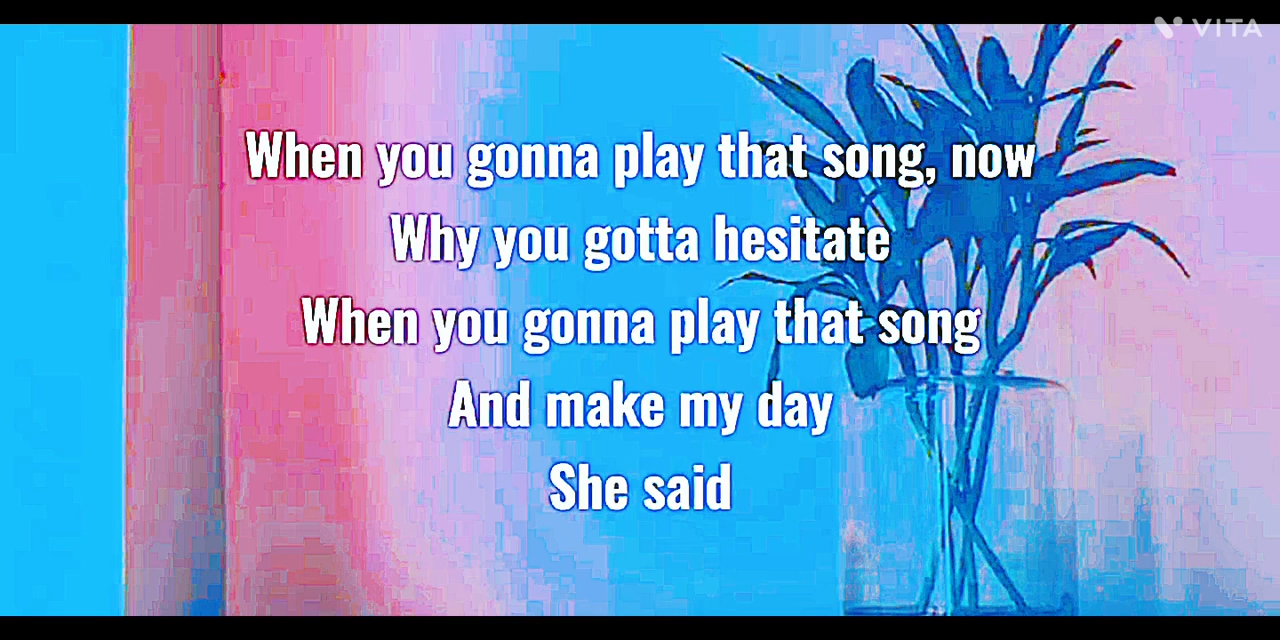 VITA
When you gonna play that song, now
Why you gotta hesitate
When you gonna play that song
And make my day
She said